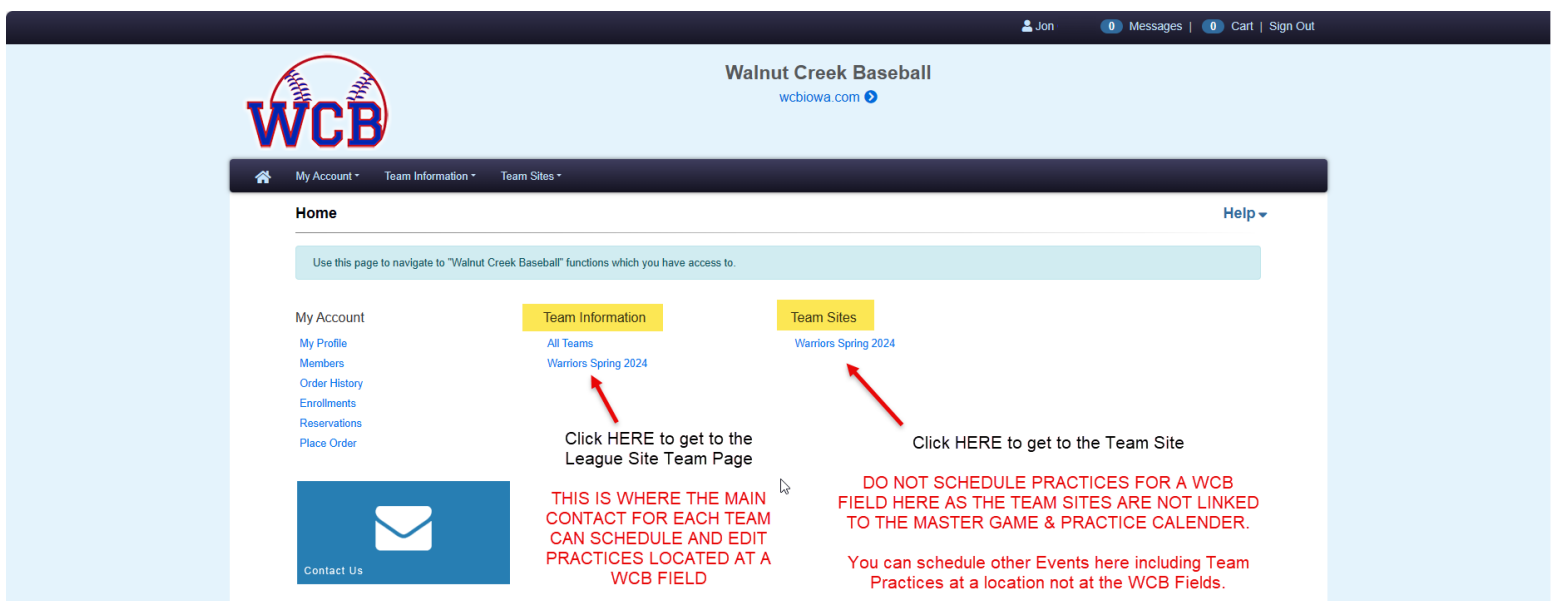 Jon 0 Messages | 0 Cart | Sign Out
WCB
Walnut Creek Baseball
wcbiowa.com
My Account Team Information Team Sites
Home Help
Use this page to navigate to "Walnut Creek Baseball" functions which you have access to.
My Account
My Profile
Members
Order History
Enrollments
Reservations
Place Order
Contact Us
Team Information
All Teams
Warriors Spring 2024
Click HERE to get to the
League Site Team Page
THIS IS WHERE THE MAIN
CONTACT FOR EACH TEAM
CAN SCHEDULE AND EDIT
PRACTICES LOCATED AT A
WCB FIELD
Team Sites
Warriors Spring 2024
Click HERE to get to the Team Site
DO NOT SCHEDULE PRACTICES FOR A WCB
FIELD HERE AS THE TEAM SITES ARE NOT LINKED
TO THE MASTER GAME & PRACTICE CALENDER.
You can schedule other Events here including Team
Practices at a location not at the WCB Fields.